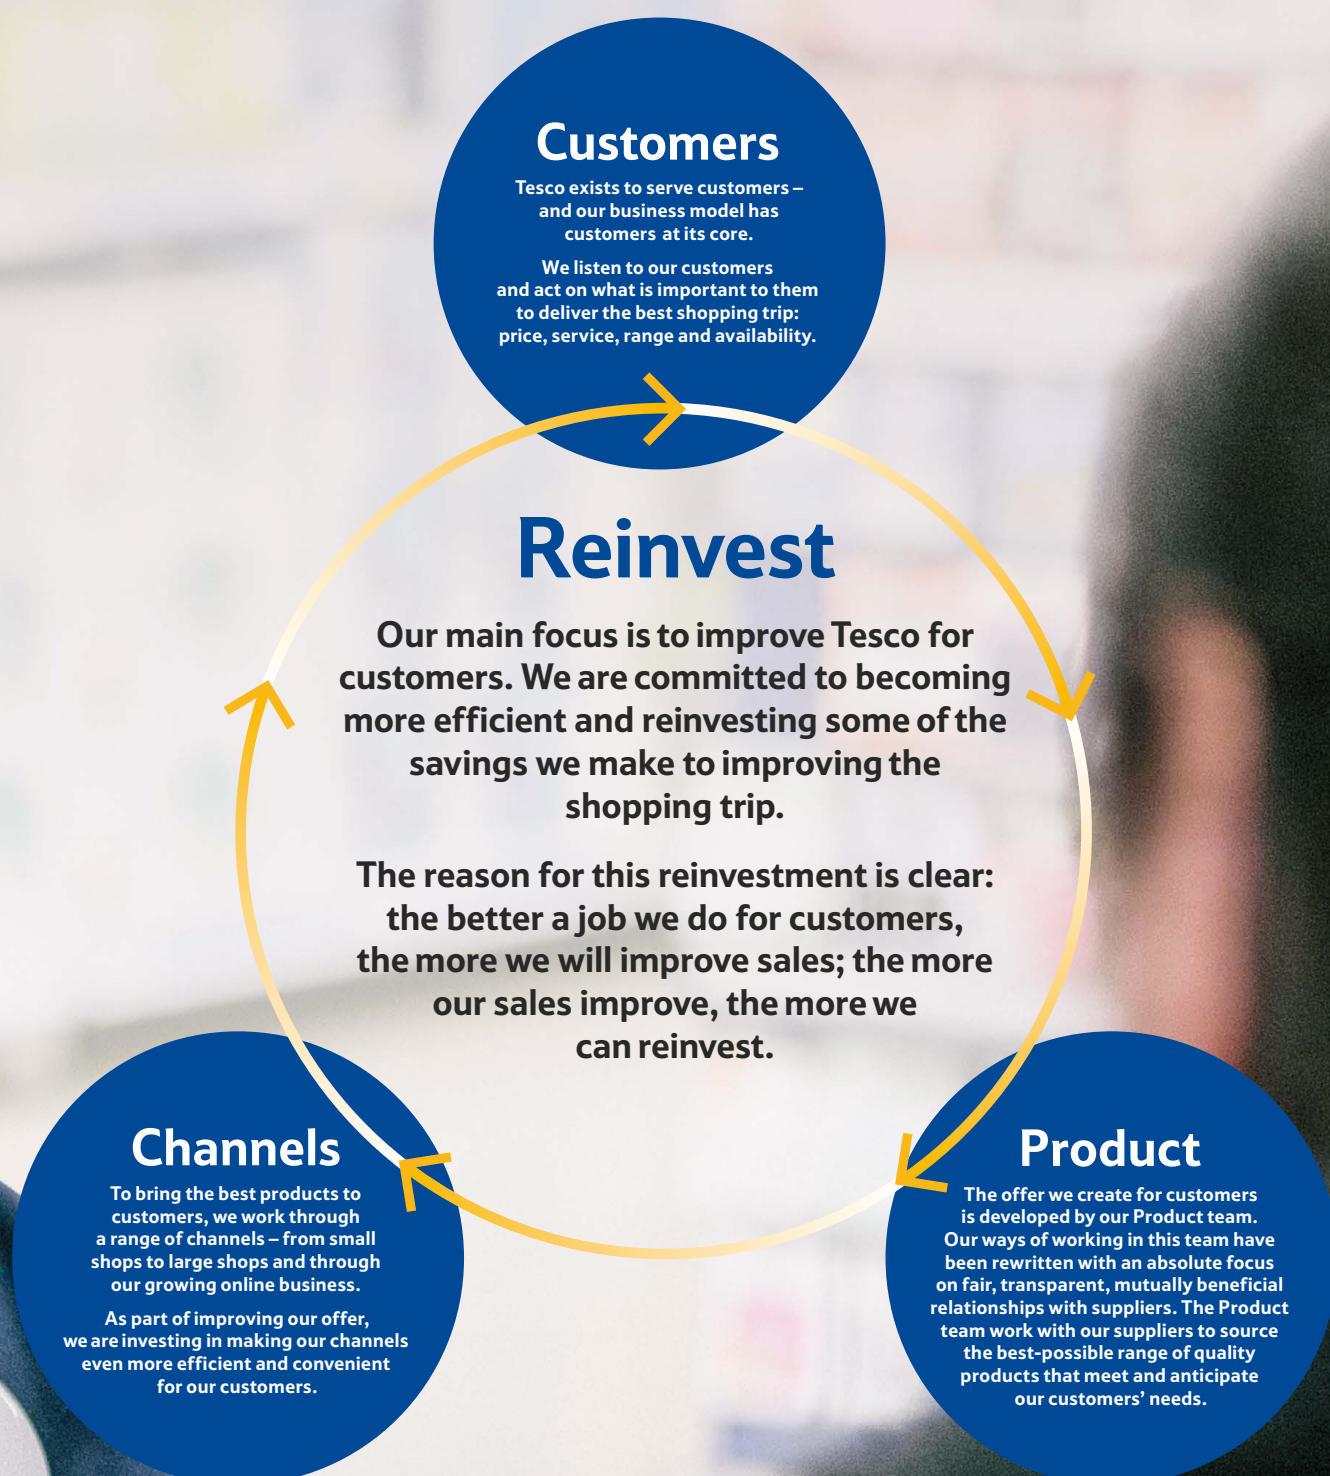 Customers
Tesco exists to serve customers –
and our business model has
customers at its core.
We listen to our customers
and act on what is important to them
to deliver the best shopping trip:
price, service, range and availability.
Reinvest
Our main focus is to improve Tesco for
customers. We are committed to becoming
more efficient and reinvesting some of the
savings we make to improving the
shopping trip.
The reason for this reinvestment is clear:
the better a job we do for customers,
the more we will improve sales; the more
our sales improve, the more we
can reinvest.
Channels
To bring the best products to
customers, we work through
a range of channels – from small
shops to large shops and through
our growing online business.
As part of improving our offer,
we are investing in making our channels
even more efficient and convenient
for our customers.
Product
The offer we create for customers
is developed by our Product team.
Our ways of working in this team have
been rewritten with an absolute focus
on fair, transparent, mutually beneficial
relationships with suppliers. The Product
team work with our suppliers to source
the best-possible range of quality
products that meet and anticipate
our customers’ needs.